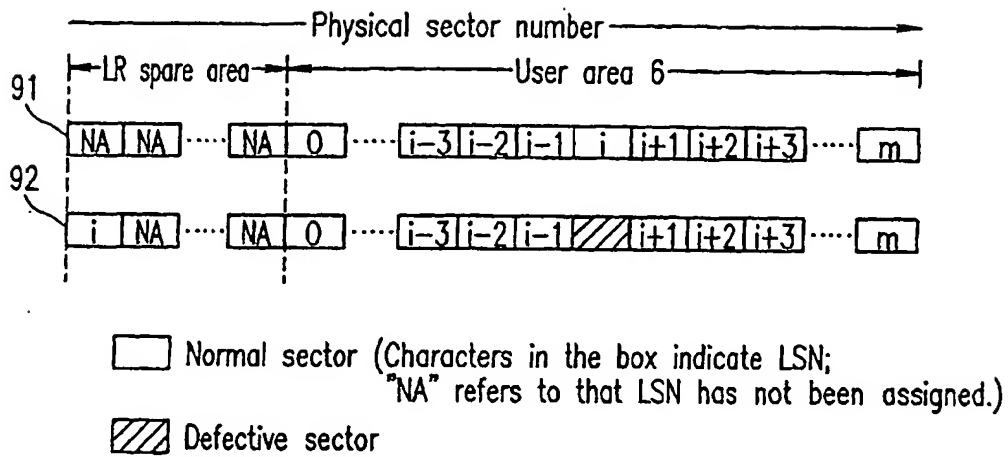 Physical sector number
LR spare area User area 6
91
NA NA ..... NA 0 ..... i-3 i-2 i-1 i i+1 i+2 i+3 ..... m
92
i NA ..... NA 0 ..... i-3 i-2 i-1 i+1 i+2 i+3 ..... m
Normal sector (Characters in the box indicate LSN;
"NA" refers to that LSN has not been assigned.)
Defective sector